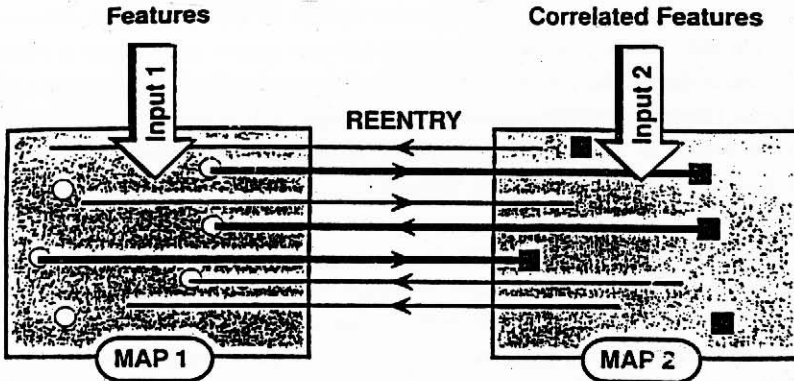 Features
Correlated Features
Input 1
Input 2
REENTRY
MAP 1
MAP 2